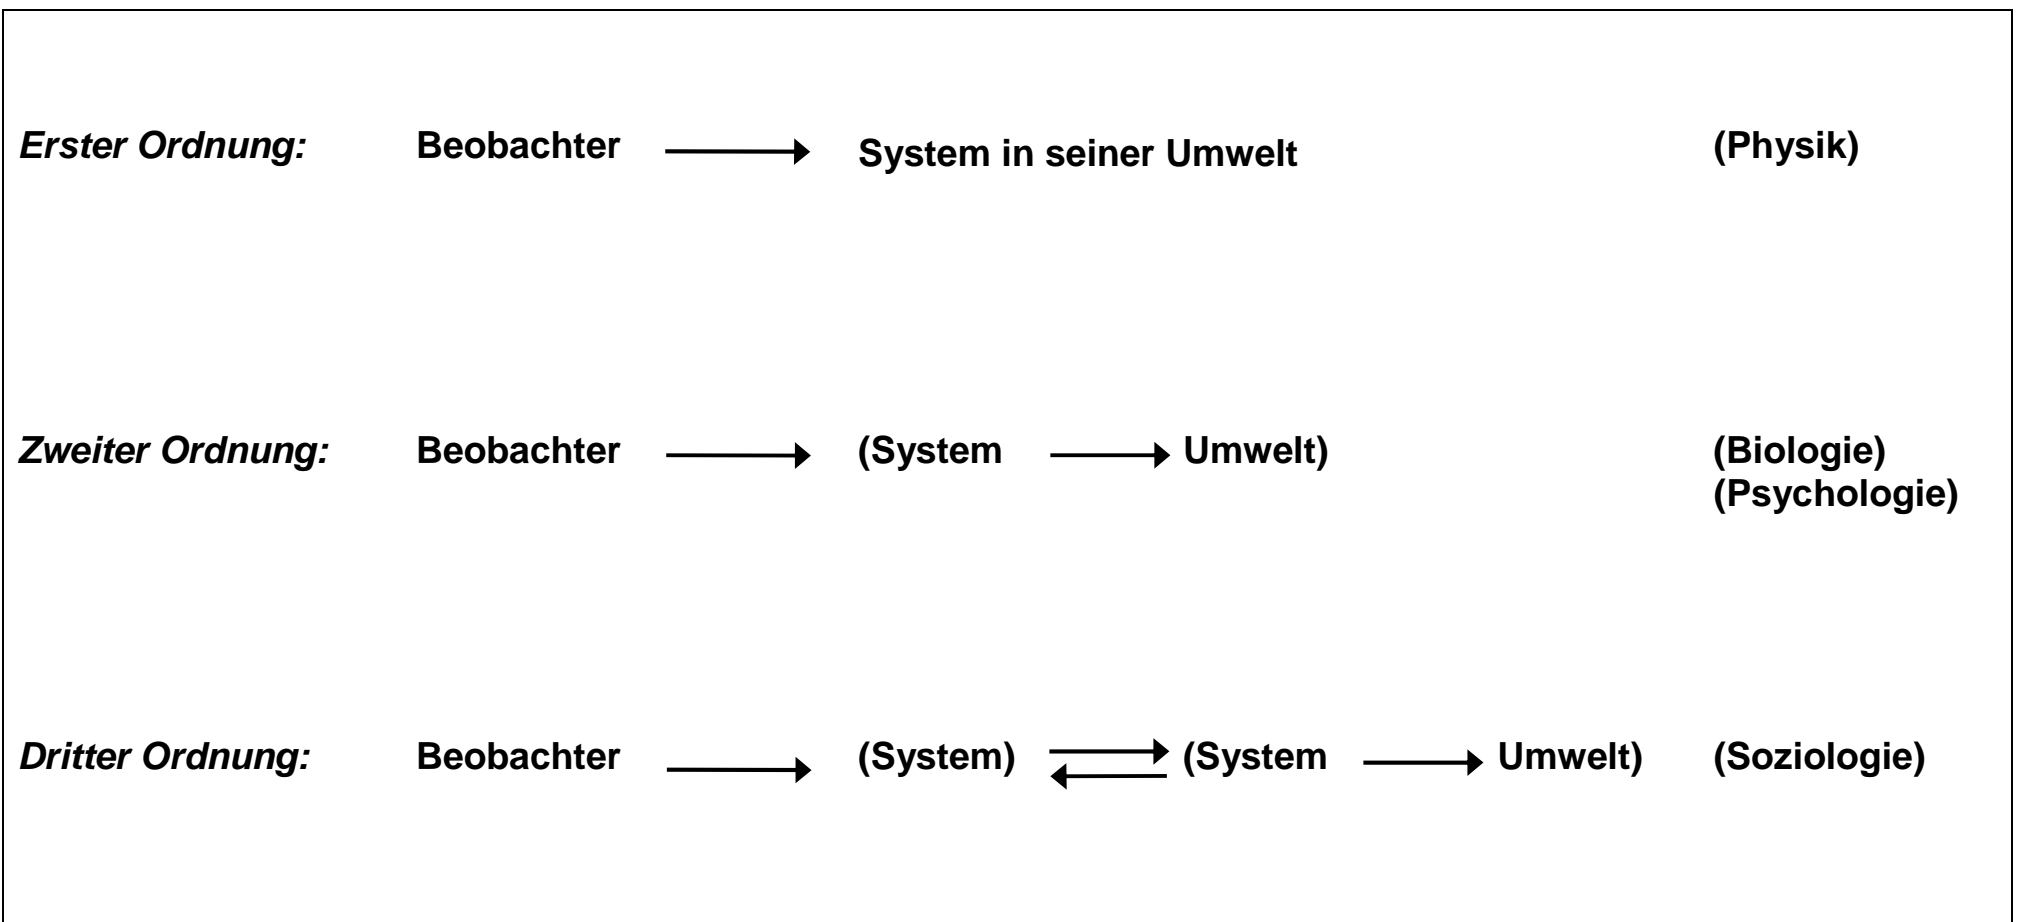 Erster Ordnung: Beobachter System in seiner Umwelt (Physik)
Zweiter Ordnung: Beobachter (System Umwelt) (Biologie)
(Psychologie)
Dritter Ordnung: Beobachter (System) (System Umwelt) (Soziologie)